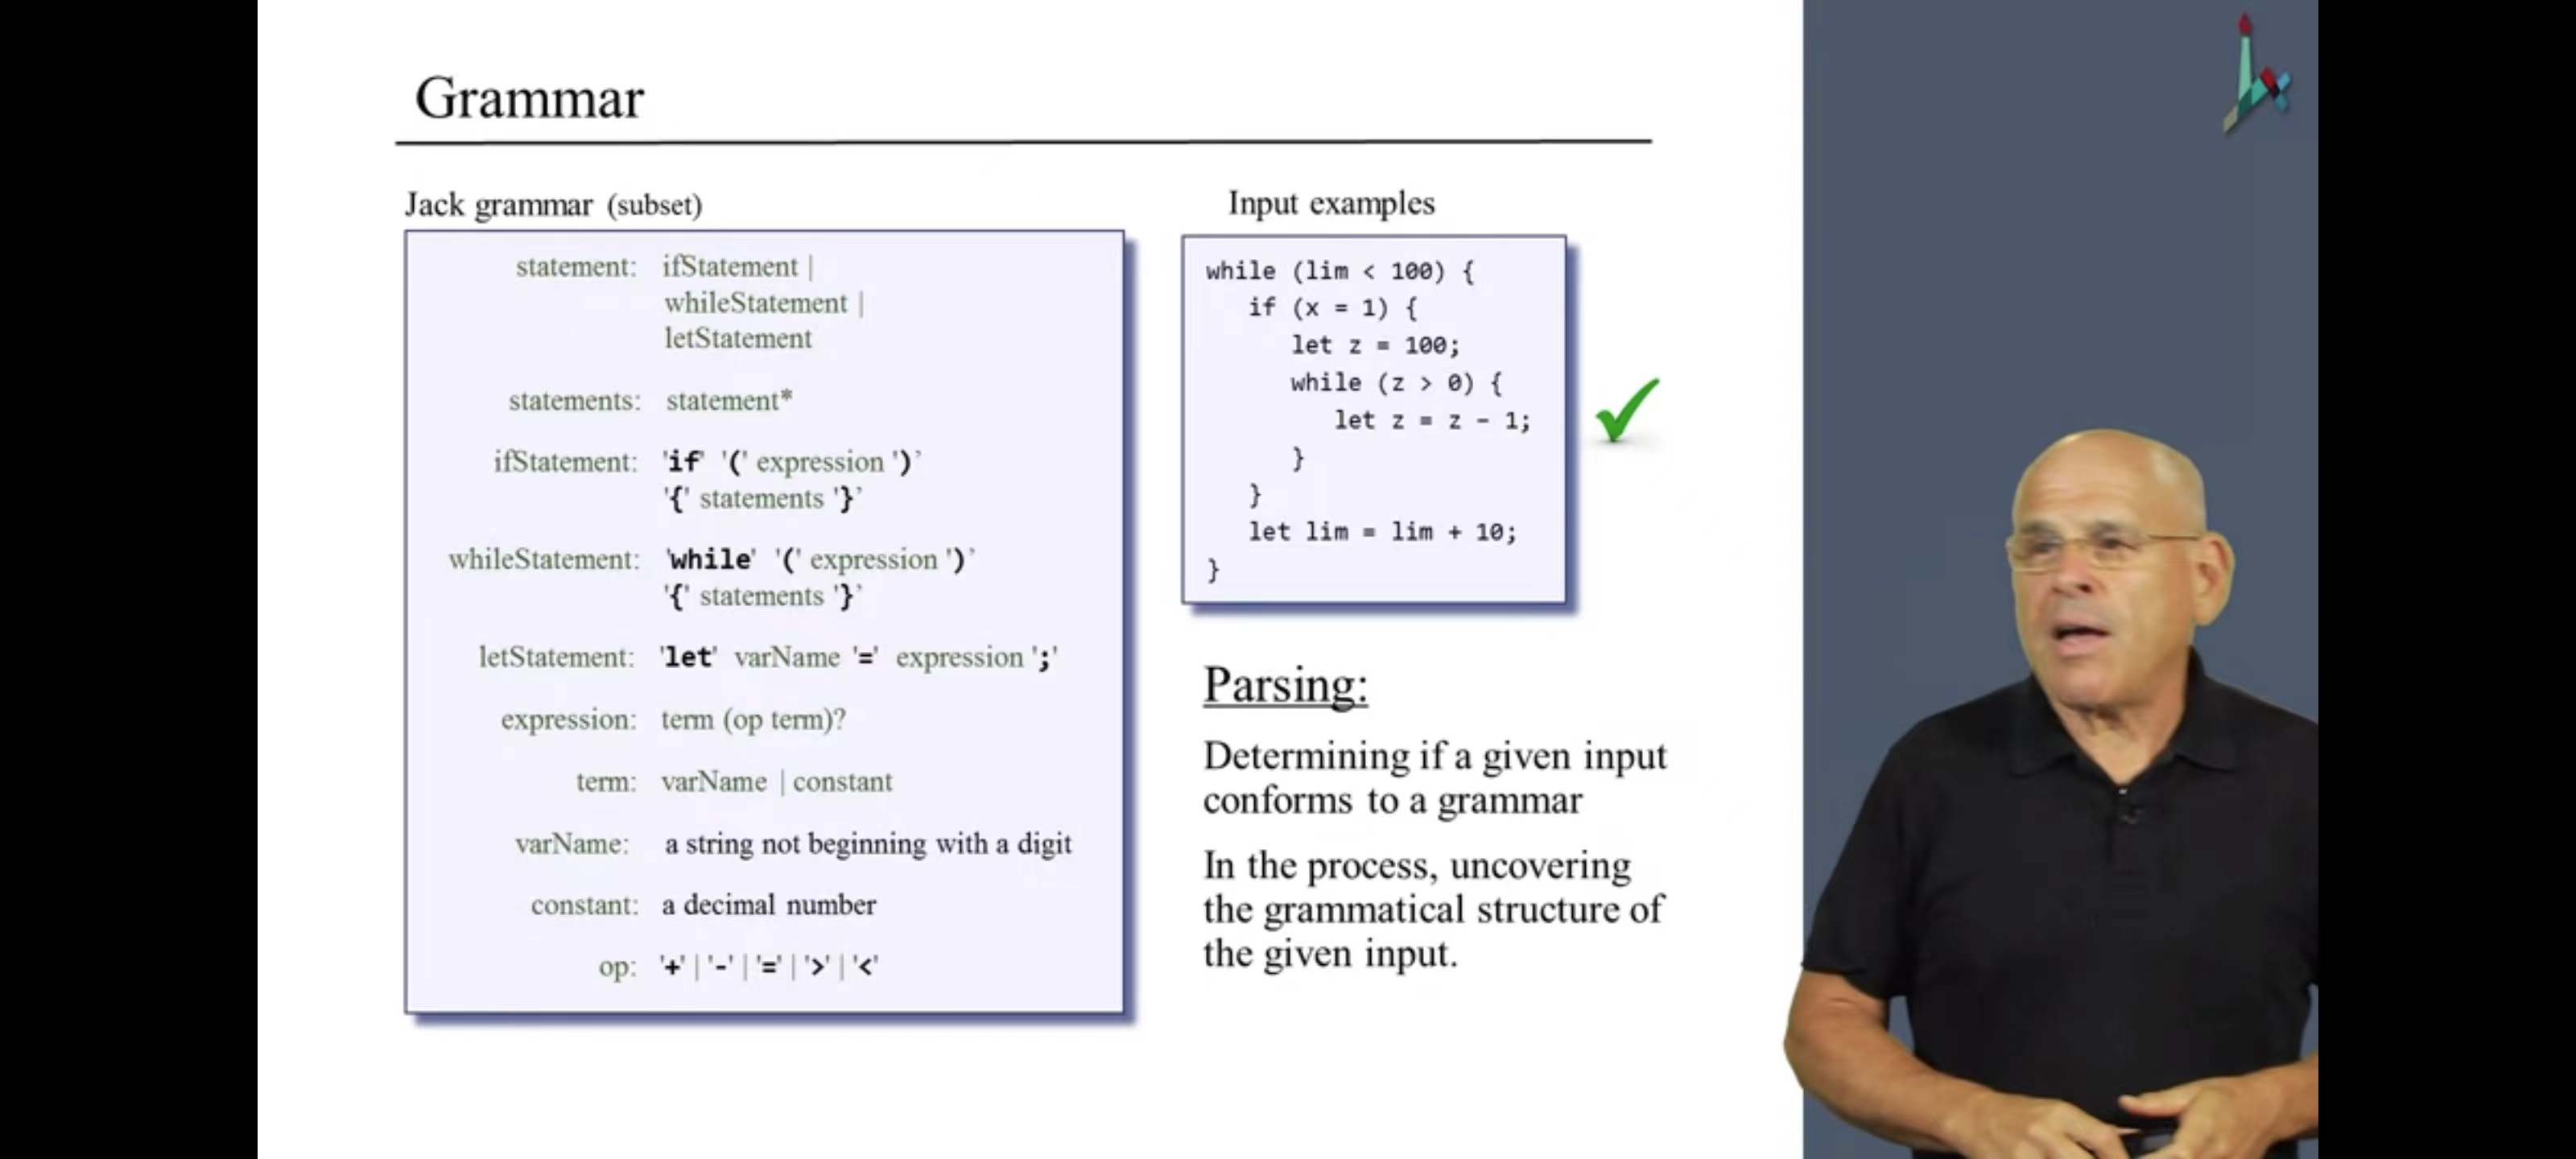 Grammar
Jack grammar (subset)
statement: ifStatement |
whileStatement |
letStatement
statements: statement*
ifStatement: 'if' '(' expression ')'
'{' statements '}'
whileStatement: 'while' '(' expression ')'
'{' statements '}'
letStatement: 'let' varName '=' expression ';'
expression: term (op term)?
term: varName | constant
varName: a string not beginning with a digit
constant: a decimal number
op: '+' | '-' | '=' | '>' | '<'
Input examples
while (lim < 100) {
if (x = 1) {
let z = 100;
while (z > 0) {
let z = z - 1;
}
}
let lim = lim + 10;
}
Parsing:
Determining if a given input
conforms to a grammar
In the process, uncovering
the grammatical structure of
the given input.